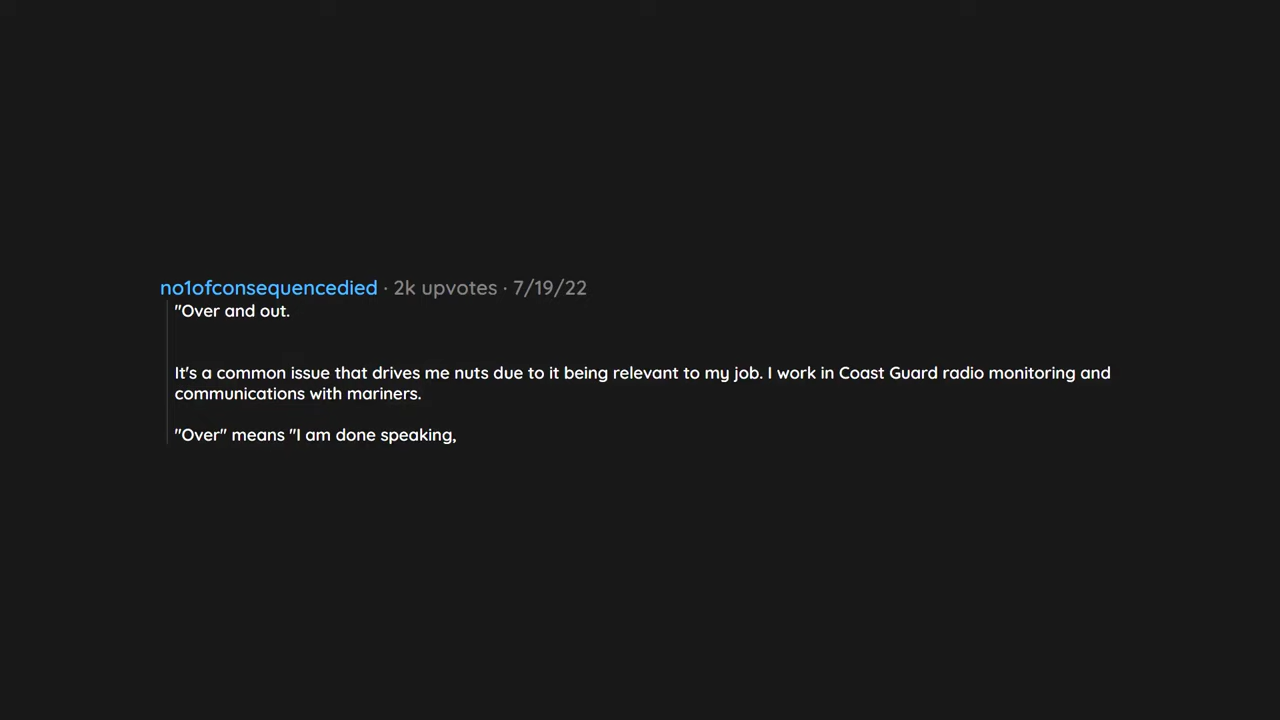 no1ofconsequencedied · 2k upvotes · 7/19/22
"Over and out.
It's a common issue that drives me nuts due to it being relevant to my job. I work in Coast Guard radio monitoring and
communications with mariners.
"Over" means "I am done speaking,